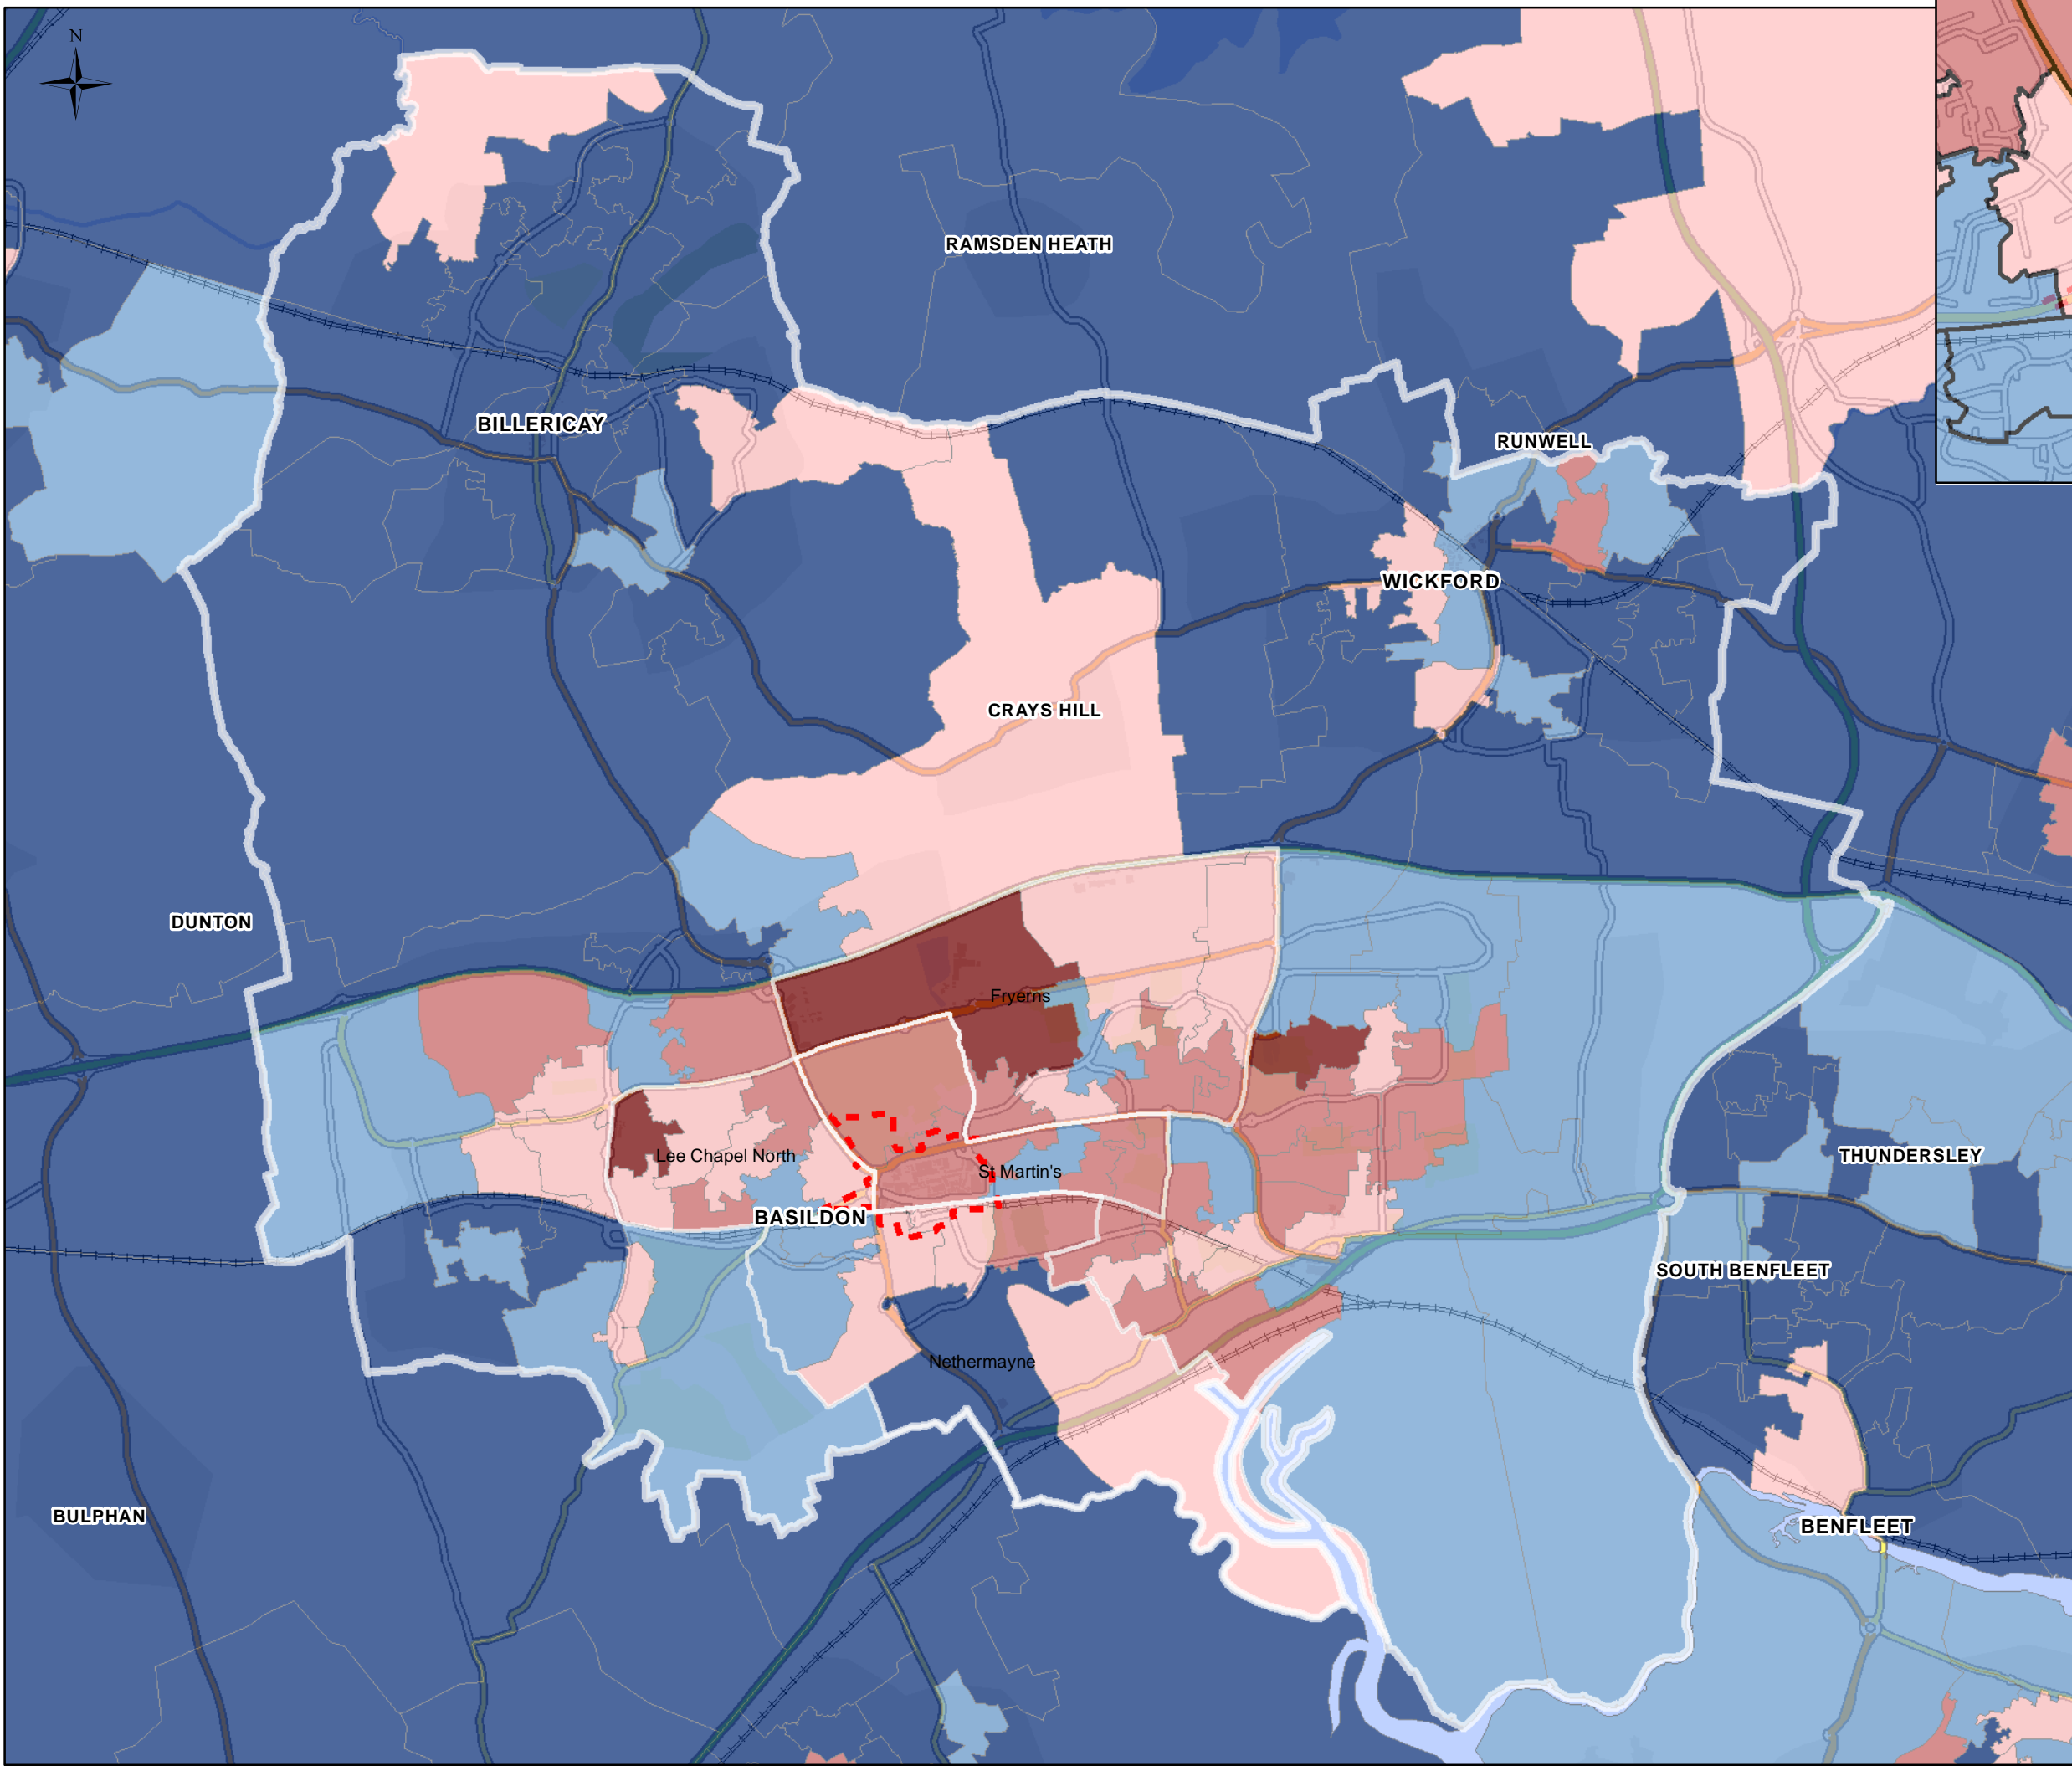 N
RAMSDEN HEATH
BILLERICAY
RUNWELL
WICKFORD
CRAYS HILL
DUNTON
Fryerns
Lee Chapel North
THUNDERSLEY
St Martin's
BASILDON
SOUTH BENFLEET
Nethermayne
BULPHAN
BENFLEET